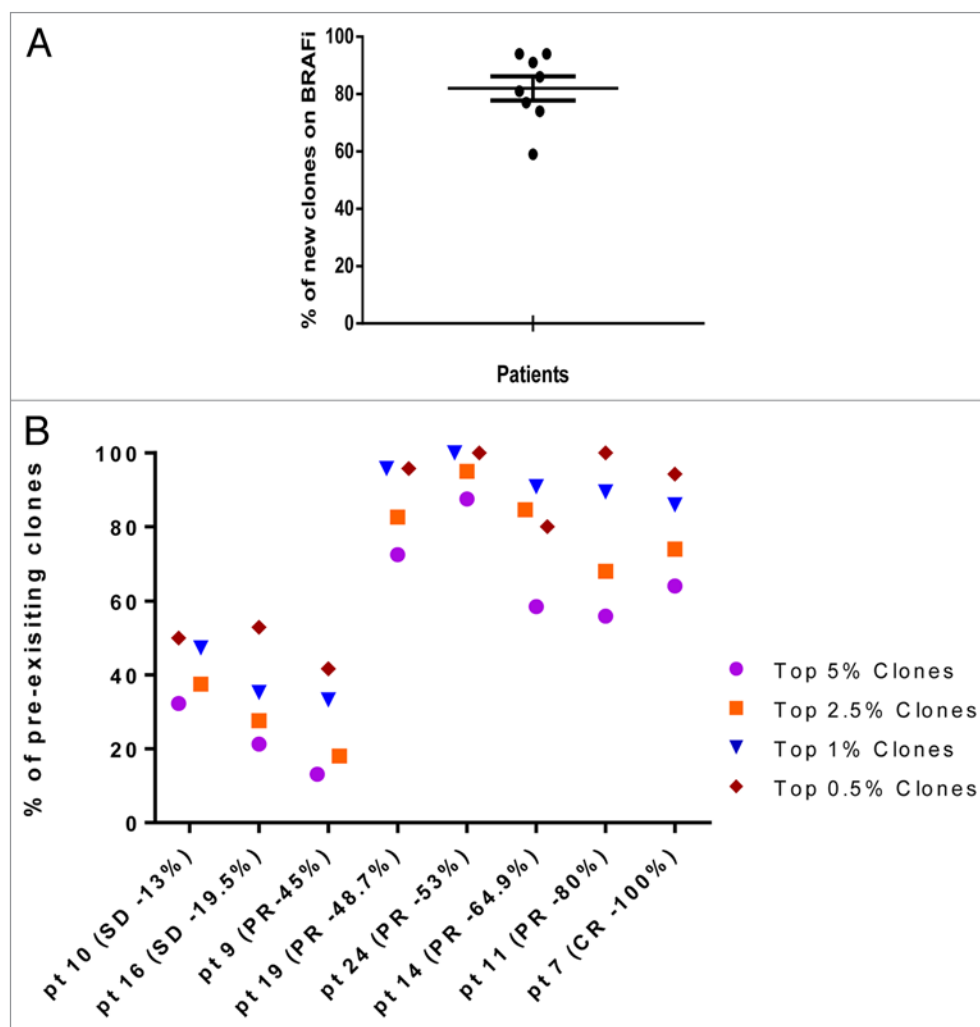 A
% of new clones on BRAFi
100
80
60
40
20
0
Patients
B
% of pre-exisiting clones
100
80
60
40
20
0
pt 10 (SD -13%)
pt 16 (SD -19.5%)
pt 9 (PR-45%)
pt 19 (PR -48.7%)
pt 24 (PR -53%)
pt 14 (PR -64.9%)
pt 11 (PR -80%)
pt 7 (CR -100%)
Top 5% Clones
Top 2.5% Clones
Top 1% Clones
Top 0.5% Clones